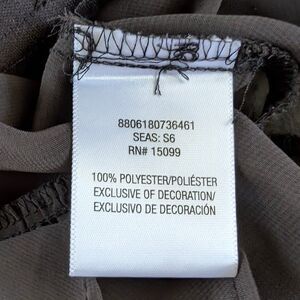 8806180736461
SEAS: S6
RN# 15099
100% POLYESTER/POLIÉSTER
EXCLUSIVE OF DECORATION/
EXCLUSIVO DE DECORACIÓN